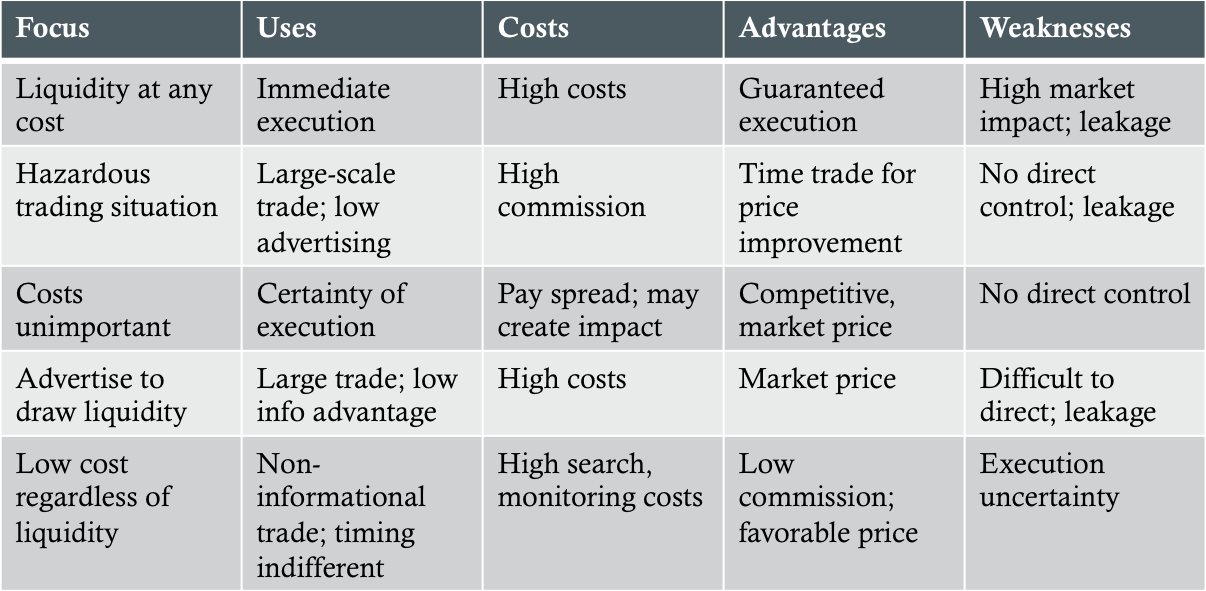 Focus Uses Costs Advantages Weaknesses
Liquidity at any
cost
Immediate
execution
High costs
Guaranteed
execution
High market
impact; leakage
Hazardous
trading situation
Large-scale
trade; low
advertising
High
commission
Time trade for
price
improvement
No direct
control; leakage
Costs
unimportant
Certainty of
execution
Pay spread; may
create impact
Competitive,
market price
No direct control
Advertise to
draw liquidity
Large trade; low
info advantage
High costs
Market price
Difficult to
direct; leakage
Low cost
regardless of
liquidity
Non-
informational
trade; timing
indifferent
High search,
monitoring costs
Low
commission;
favorable price
Execution
uncertainty